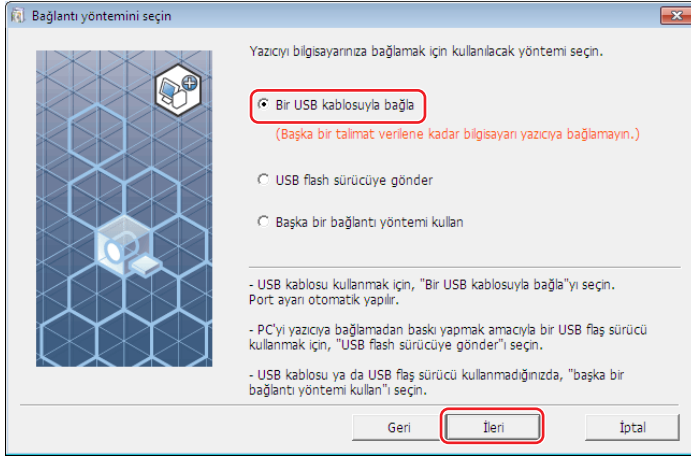 Bağlantı yöntemini seçin
Yazıcıyı bilgisayarınıza bağlamak için kullanılacak yöntemi seçin.
Bir USB kablosuyla bağla
(Başka bir talimat verilene kadar bilgisayarı yazıcıya bağlamayın.)
USB flash sürücüye gönder
Başka bir bağlantı yöntemi kullan
- USB kablosu kullanmak için, "Bir USB kablosuyla bağla"yı seçin.
Port ayarı otomatik yapılır.
- PC'yi yazıcıya bağlamadan baskı yapmak amacıyla bir USB flaş sürücü
kullanmak için, "USB flash sürücüye gönder"ı seçin.
- USB kablosu ya da USB flaş sürücü kullanmadığınızda, "başka bir
bağlantı yöntemi kullan"ı seçin.
Geri İleri İptal